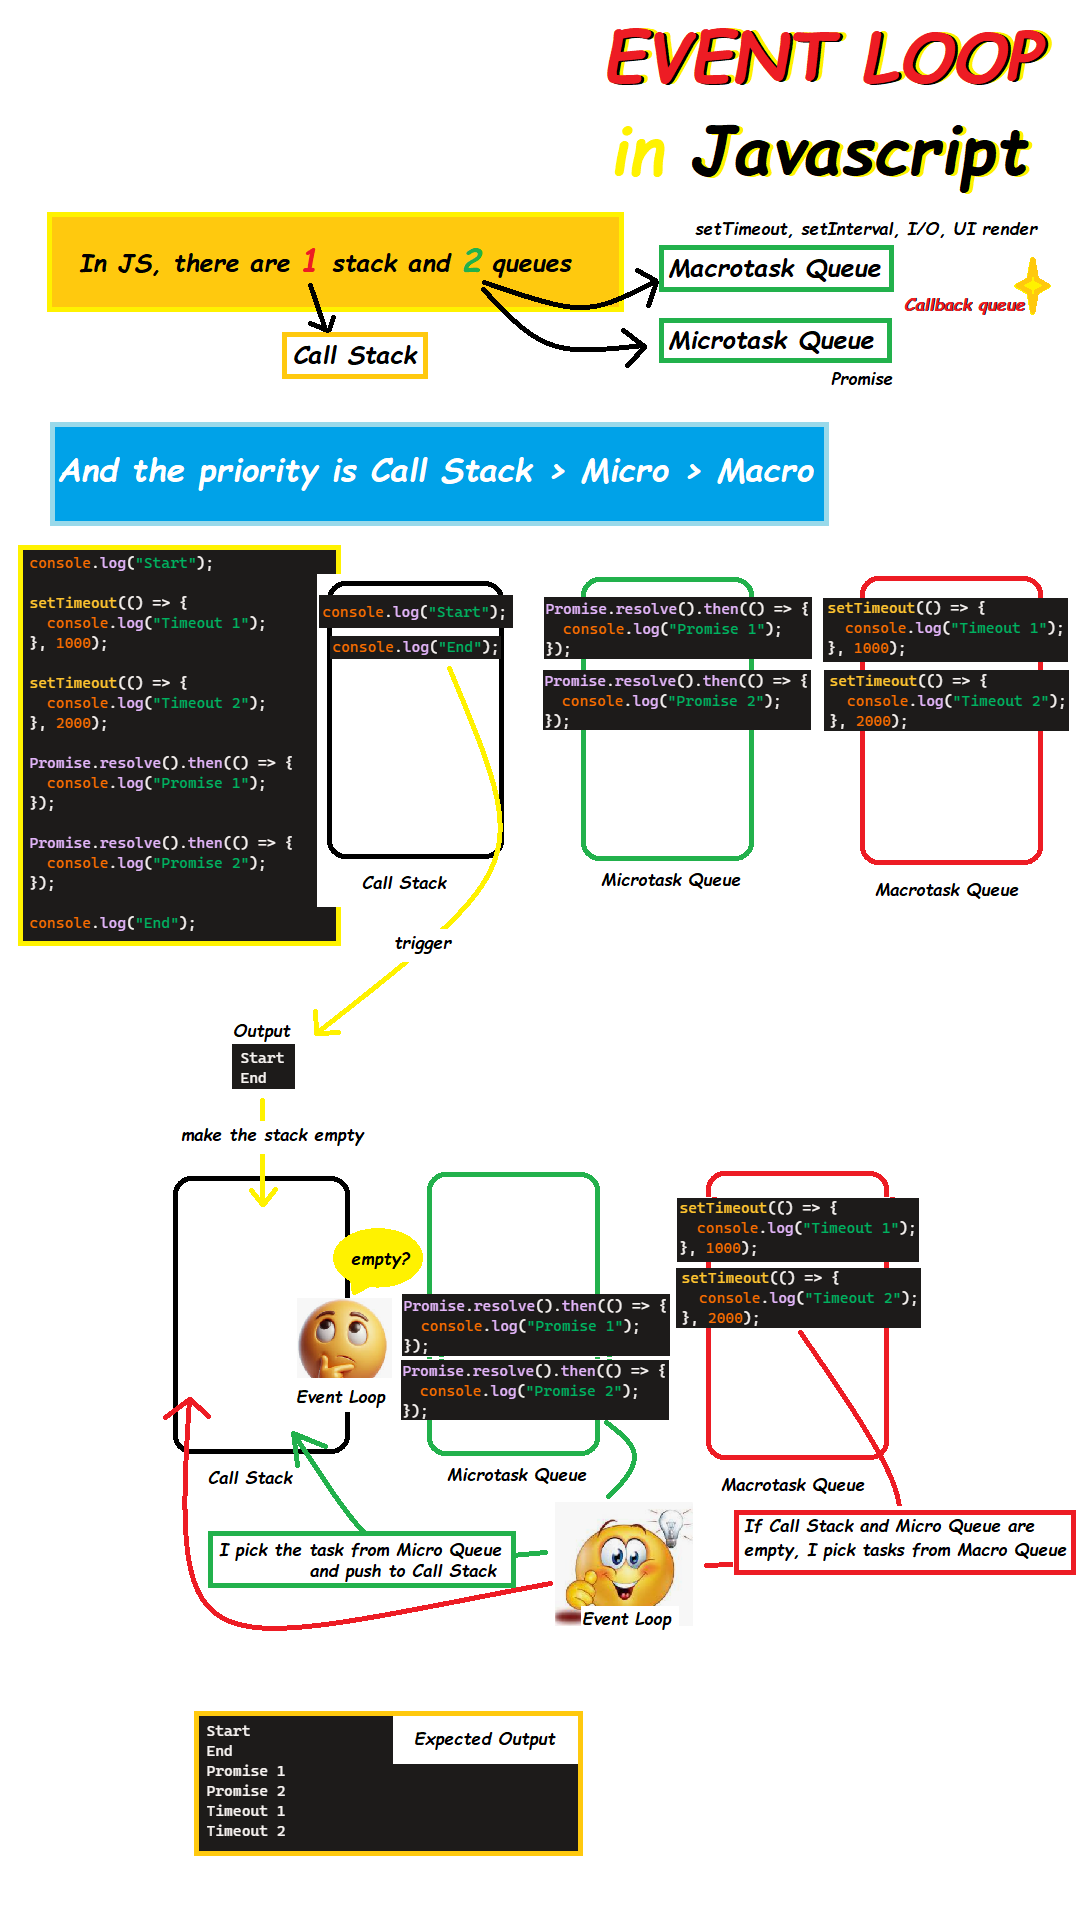 EVENT LOOP
in Javascript
In JS, there are 1 stack and 2 queues
setTimeout, setInterval, I/O, UI render
Macrotask Queue
Callback queue
Call Stack
Microtask Queue
Promise
And the priority is Call Stack > Micro > Macro
console.log("Start");
setTimeout(() => {
  console.log("Timeout 1");
}, 1000);
setTimeout(() => {
  console.log("Timeout 2");
}, 2000);
Promise.resolve().then(() => {
  console.log("Promise 1");
});
Promise.resolve().then(() => {
  console.log("Promise 2");
});
console.log("End");
console.log("Start");
console.log("End");
Call Stack
Promise.resolve().then(() => {
  console.log("Promise 1");
});
Promise.resolve().then(() => {
  console.log("Promise 2");
});
Microtask Queue
setTimeout(() => {
  console.log("Timeout 1");
}, 1000);
setTimeout(() => {
  console.log("Timeout 2");
}, 2000);
Macrotask Queue
trigger
Output
Start
End
make the stack empty
empty?
Event Loop
Call Stack
Promise.resolve().then(() => {
  console.log("Promise 1");
});
Promise.resolve().then(() => {
  console.log("Promise 2");
});
Microtask Queue
setTimeout(() => {
  console.log("Timeout 1");
}, 1000);
setTimeout(() => {
  console.log("Timeout 2");
}, 2000);
Macrotask Queue
I pick the task from Micro Queue
and push to Call Stack
Event Loop
If Call Stack and Micro Queue are
empty, I pick tasks from Macro Queue
Expected Output
Start
End
Promise 1
Promise 2
Timeout 1
Timeout 2